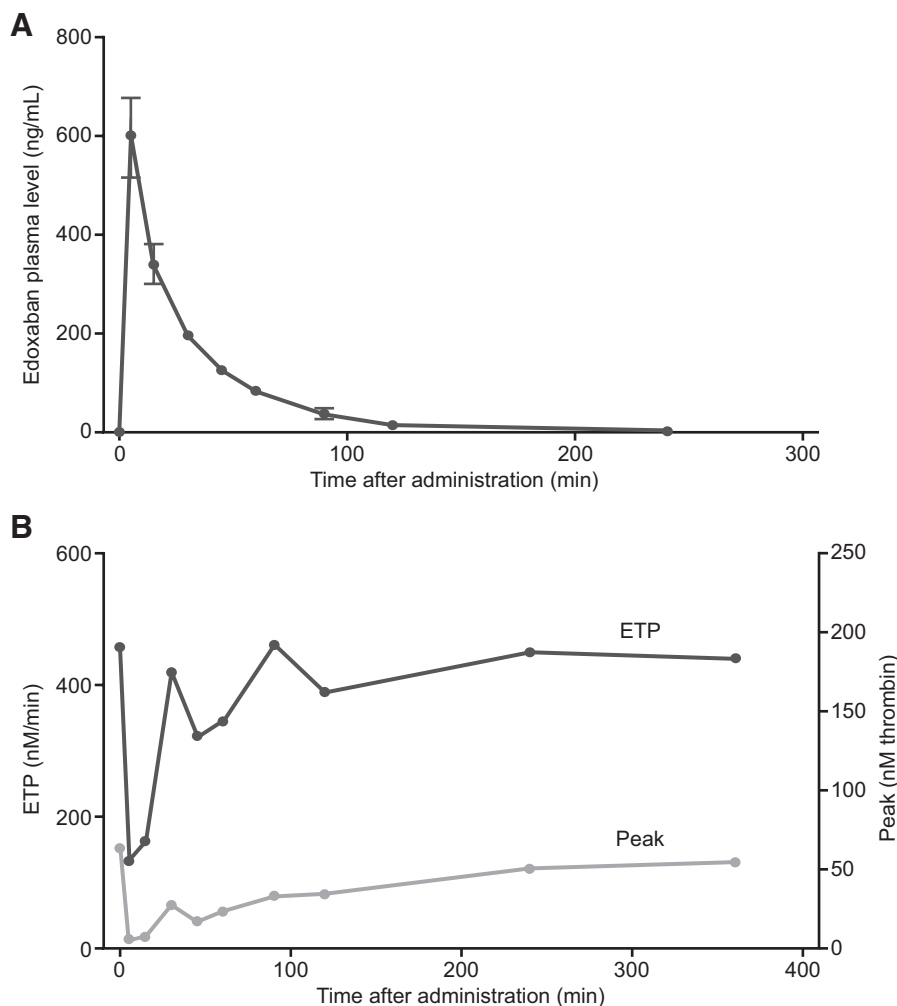 A
800
600
400
200
0
Edoxaban plasma level (ng/mL)
0 100 200 300
Time after administration (min)
B
600
400
200
0
ETP (nM/min)
ETP
Peak
250
200
150
100
50
0
Peak (nM thrombin)
0 100 200 300 400
Time after administration (min)